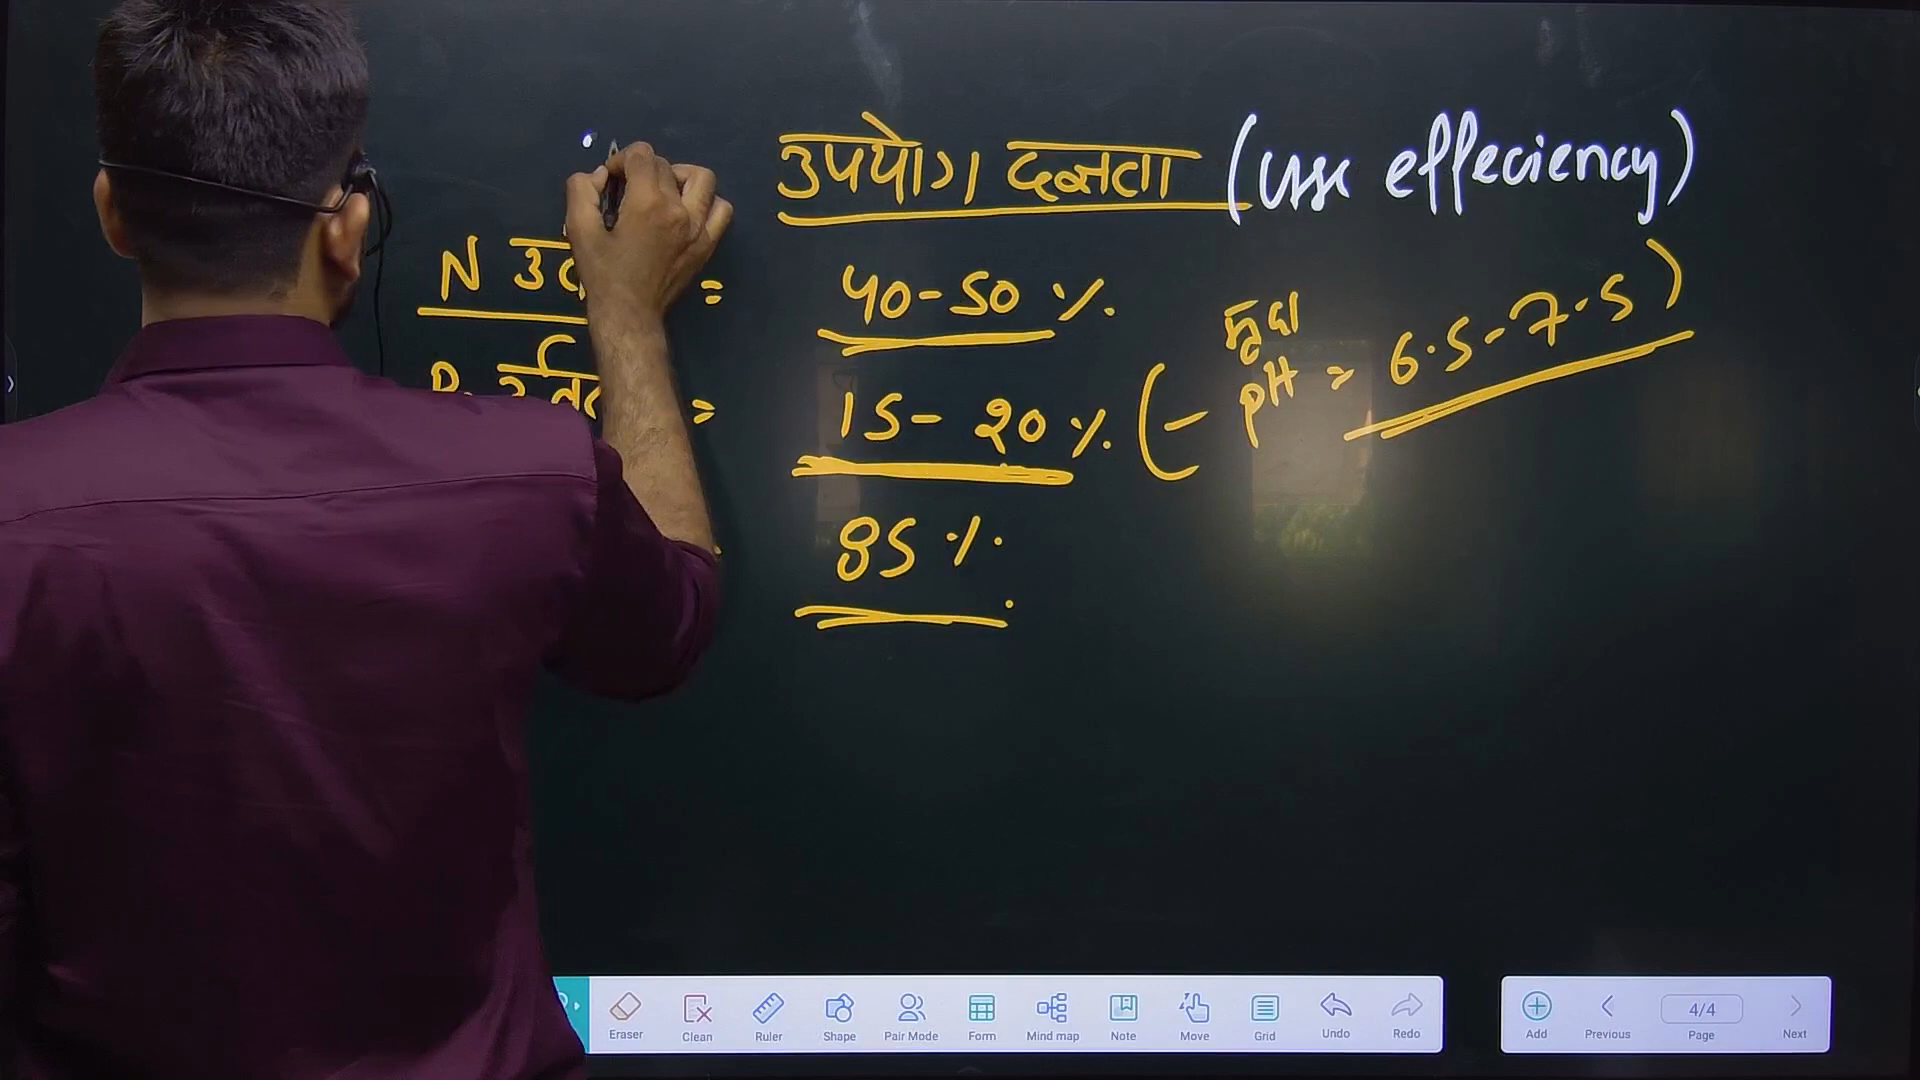 उपयोग दक्षता (Use effeciency)
N = 40-50 %
P = 15-20 % (- मृदा pH = 6.5-7.5)
85 %
Eraser Clean Ruler Shape Pair Mode Form Mind map Note Move Grid Undo Redo
Add Previous 4/4 Page Next